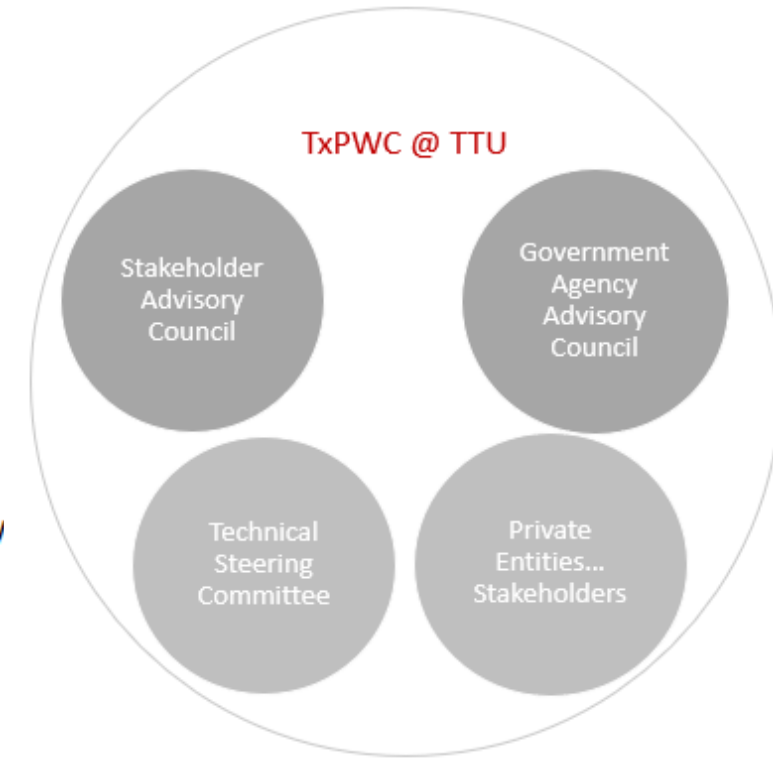 TxPWC @ TTU
Stakeholder
Advisory
Council
Government
Agency
Advisory
Council
Technical
Steering
Committee
Private
Entities...
Stakeholders